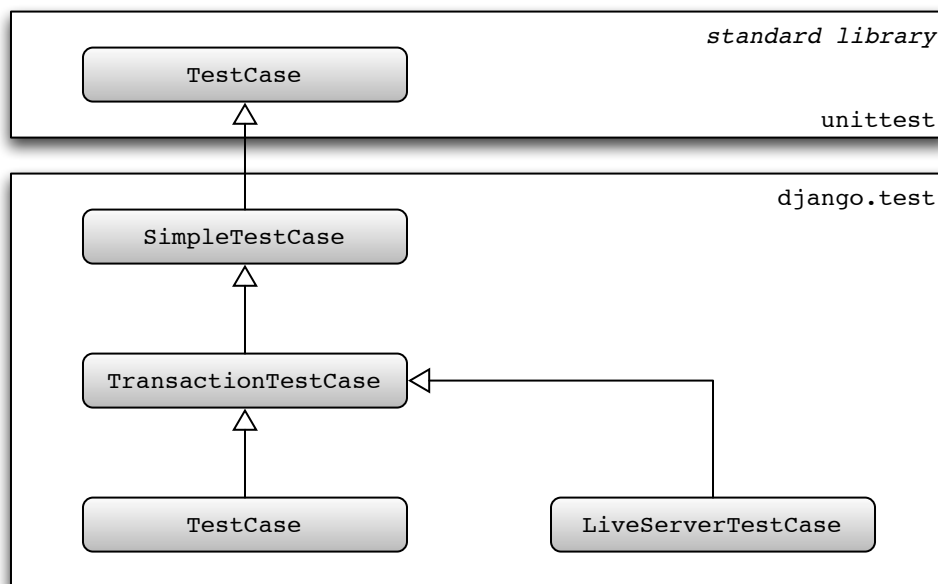 standard library
TestCase
unittest
django.test
SimpleTestCase
TransactionTestCase
TestCase
LiveServerTestCase